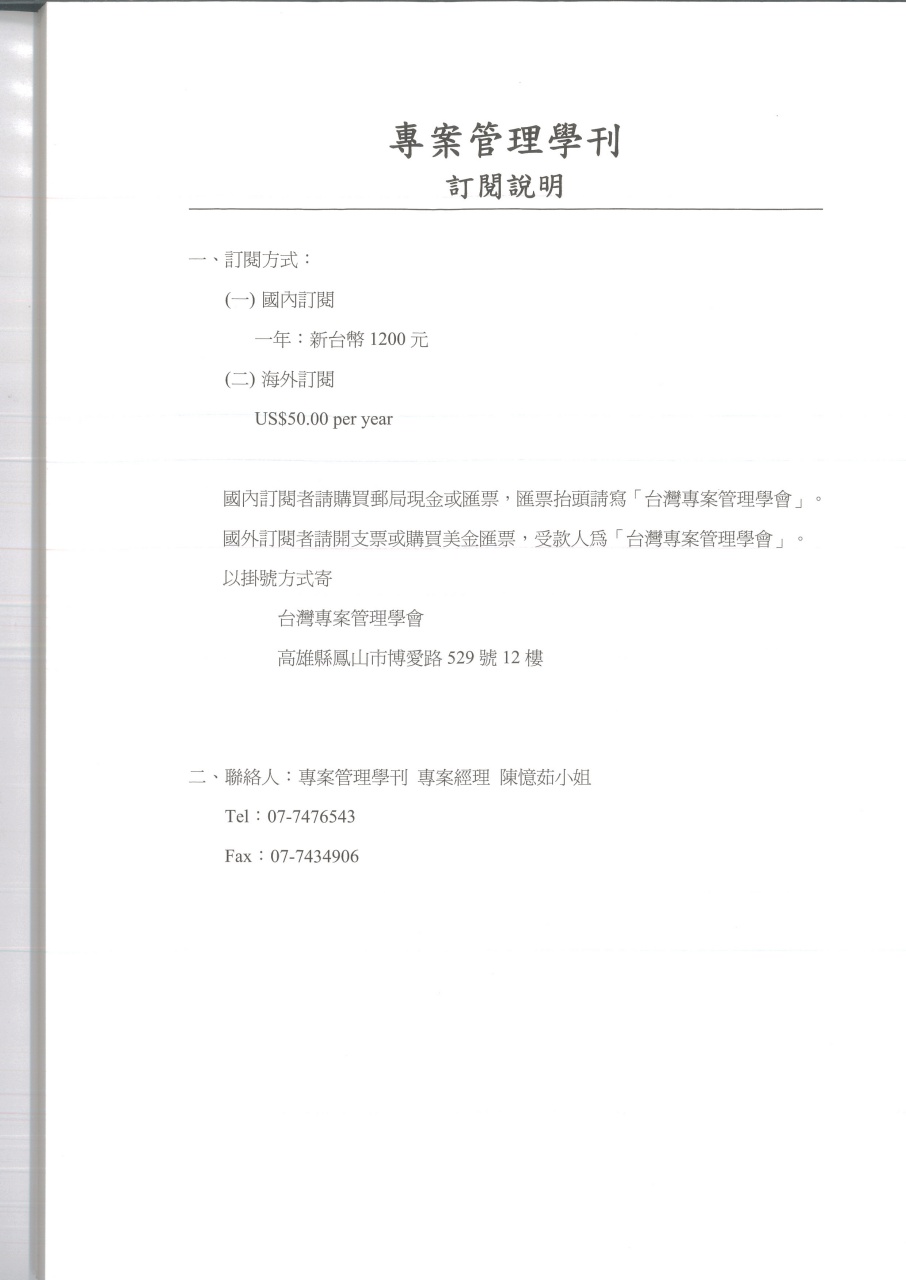 專案管理學刊
訂閱說明
一、訂閱方式：
(一) 國內訂閱
一年：新台幣 1200 元
(二) 海外訂閱
US$50.00 per year
國內訂閱者請購買郵局現金或匯票，匯票抬頭請寫「台灣專案管理學會」。
國外訂閱者請開支票或購買美金匯票，受款人為「台灣專案管理學會」。
以掛號方式寄
台灣專案管理學會
高雄縣鳳山市博愛路 529 號 12 樓
二、聯絡人：專案管理學刊 專案經理 陳憶茹小姐
Tel：07-7476543
Fax：07-7434906